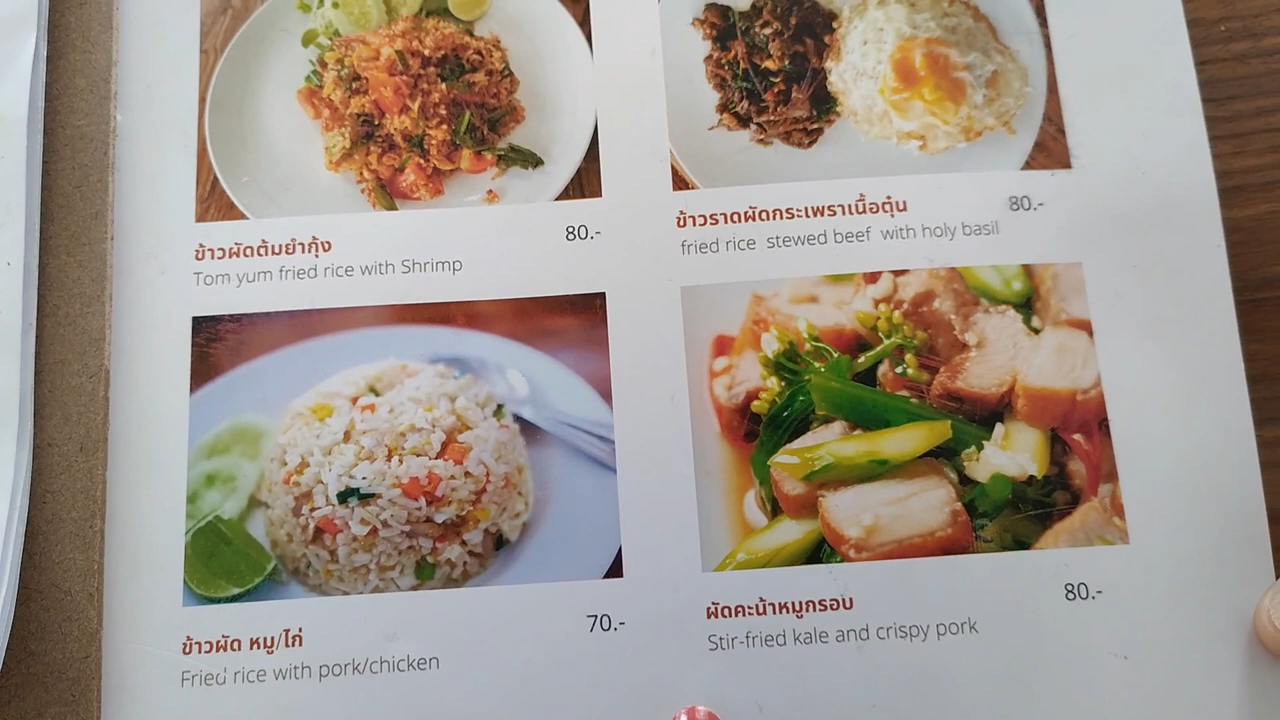 ข้าวผัดต้มยำกุ้ง 80.-
Tom yum fried rice with Shrimp
ข้าวราดผัดกระเพราเนื้อตุ๋น 80.-
fried rice stewed beef with holy basil
ข้าวผัด หมู/ไก่ 70.-
Fried rice with pork/chicken
ผัดคะน้าหมูกรอบ 80.-
Stir-fried kale and crispy pork